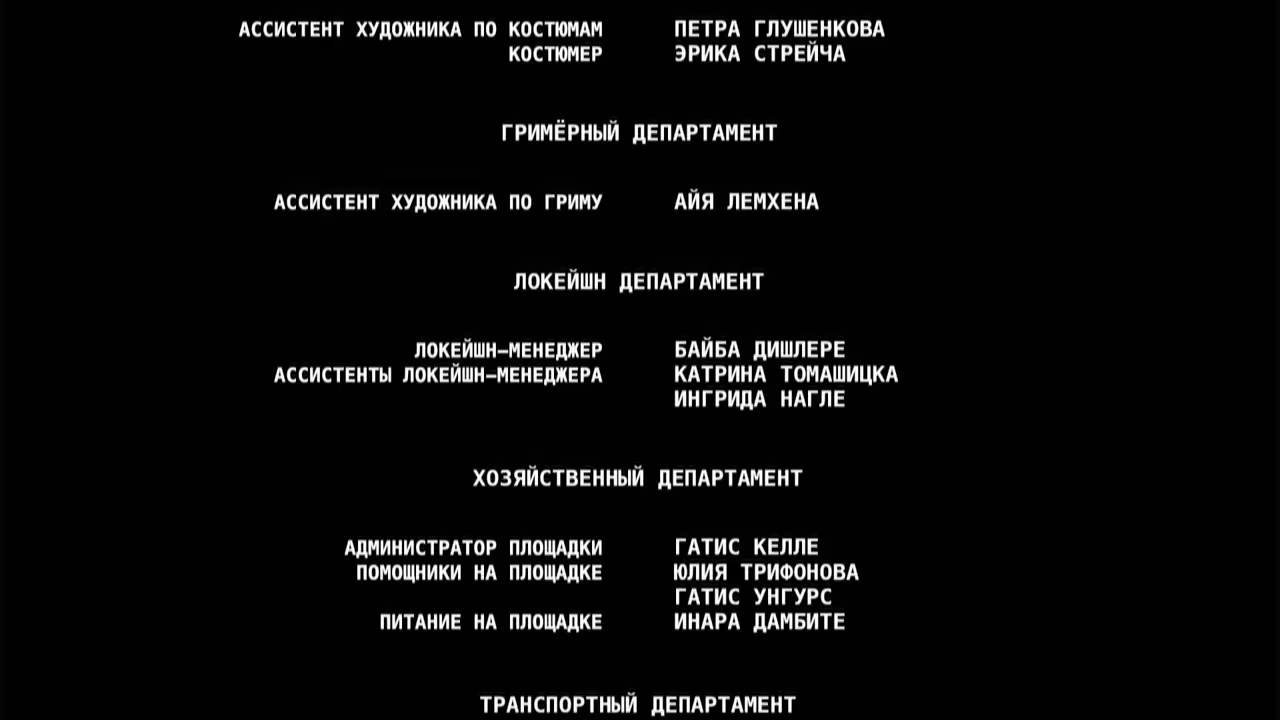 АССИСТЕНТ ХУДОЖНИКА ПО КОСТЮМАМ ПЕТРА ГЛУШЕНКОВА
КОСТЮМЕР ЭРИКА СТРЕЙЧА
ГРИМЁРНЫЙ ДЕПАРТАМЕНТ
АССИСТЕНТ ХУДОЖНИКА ПО ГРИМУ АЙЯ ЛЕМХЕНА
ЛОКЕЙШН ДЕПАРТАМЕНТ
ЛОКЕЙШН-МЕНЕДЖЕР БАЙБА ДИШЛЕРЕ
АССИСТЕНТЫ ЛОКЕЙШН-МЕНЕДЖЕРА КАТРИНА ТОМАШИЦКА
ИНГРИДА НАГЛЕ
ХОЗЯЙСТВЕННЫЙ ДЕПАРТАМЕНТ
АДМИНИСТРАТОР ПЛОЩАДКИ ГАТИС КЕЛЛЕ
ПОМОЩНИКИ НА ПЛОЩАДКЕ ЮЛИЯ ТРИФОНОВА
ГАТИС УНГУРС
ПИТАНИЕ НА ПЛОЩАДКЕ ИНАРА ДАМБИТЕ
ТРАНСПОРТНЫЙ ДЕПАРТАМЕНТ